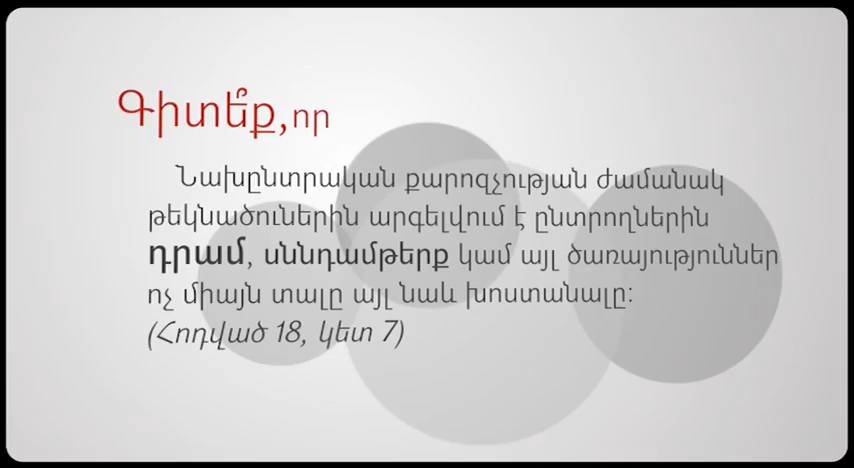 Գիտե՞ք, որ
Նախընտրական քարոզչության ժամանակ
թեկնածուներին արգելվում է ընտրողներին
դրամ, սննդամթերք կամ այլ ծառայություններ
ոչ միայն տալը այլ նաև խոստանալը:
(Հոդված 18, կետ 7)